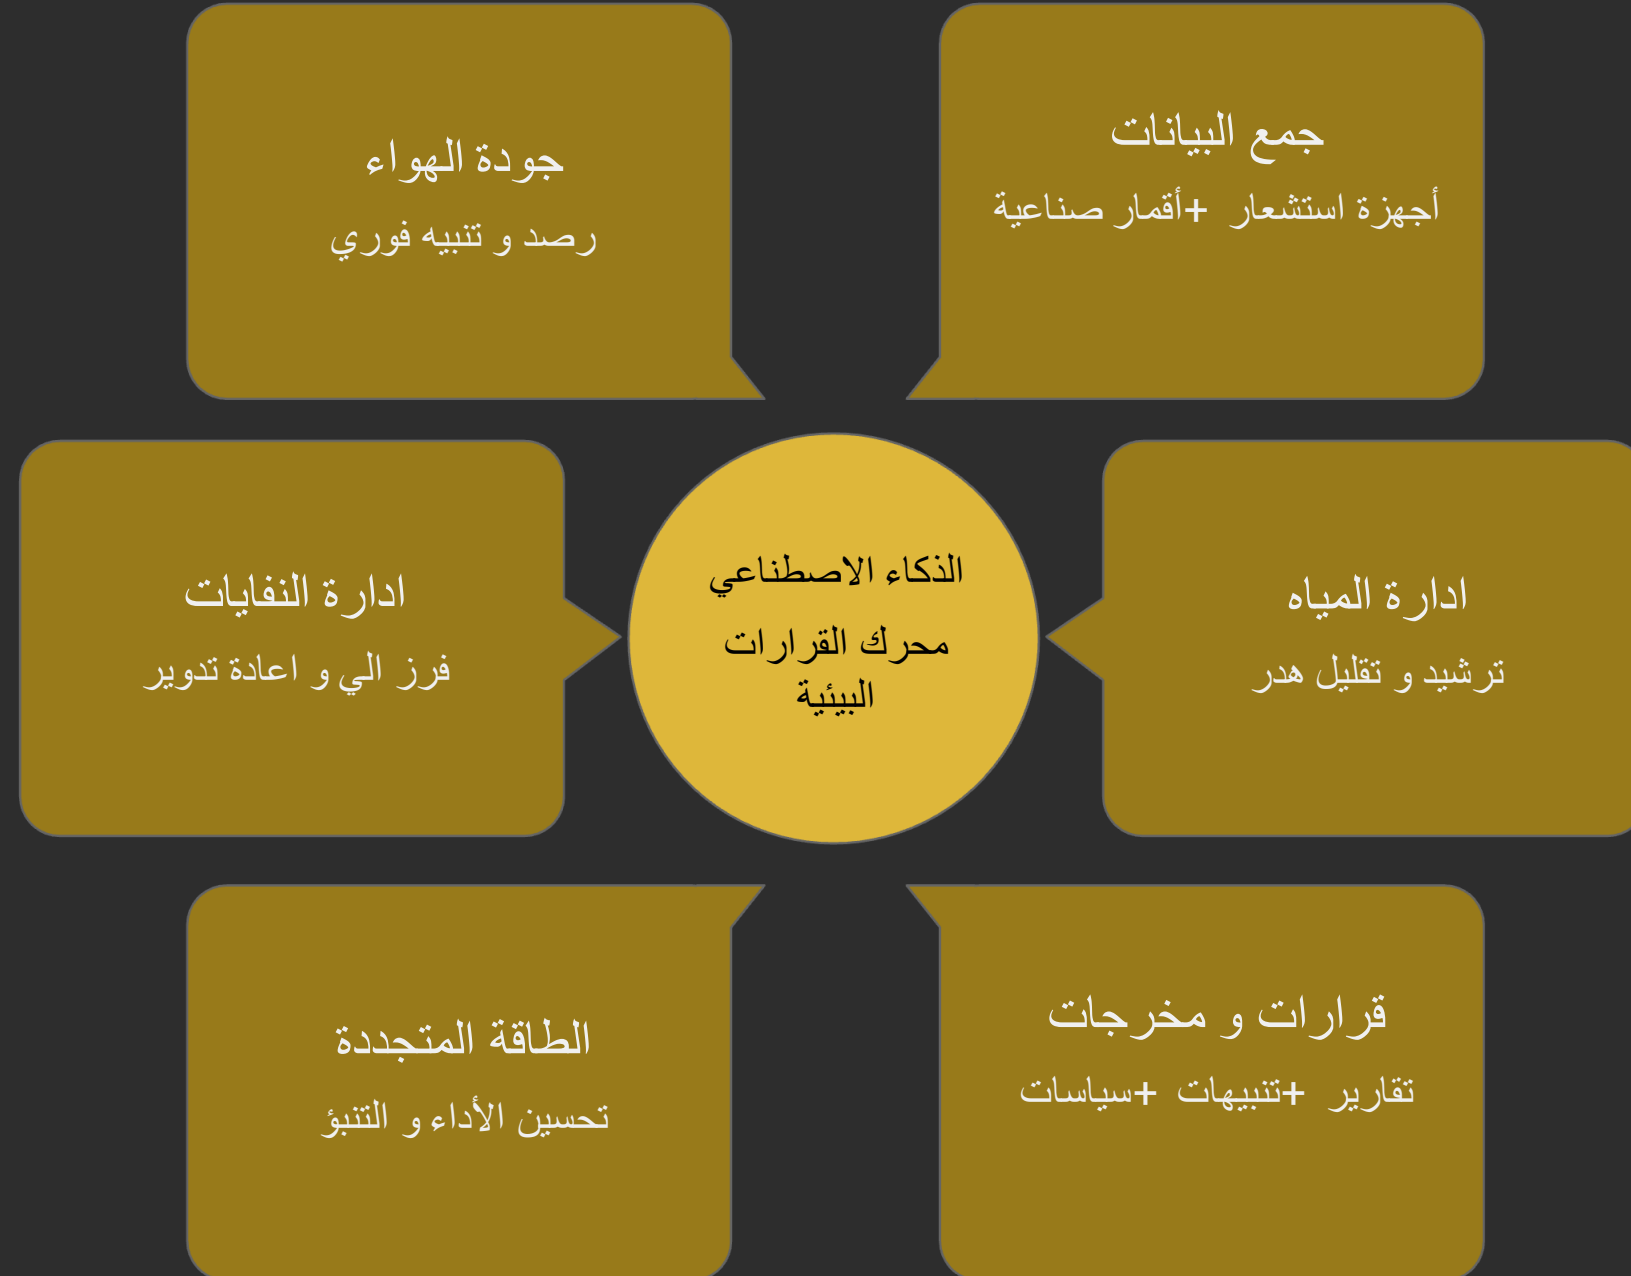 جمع البيانات
أجهزة استشعار +أقمار صناعية
جودة الهواء
رصد و تنبيه فوري
ادارة المياه
ترشيد و تقليل هدر
الذكاء الاصطناعي
محرك القرارات
البيئية
ادارة النفايات
فرز الي و اعادة تدوير
قرارات و مخرجات
تقارير +تنبيهات +سياسات
الطاقة المتجددة
تحسين الأداء و التنبؤ